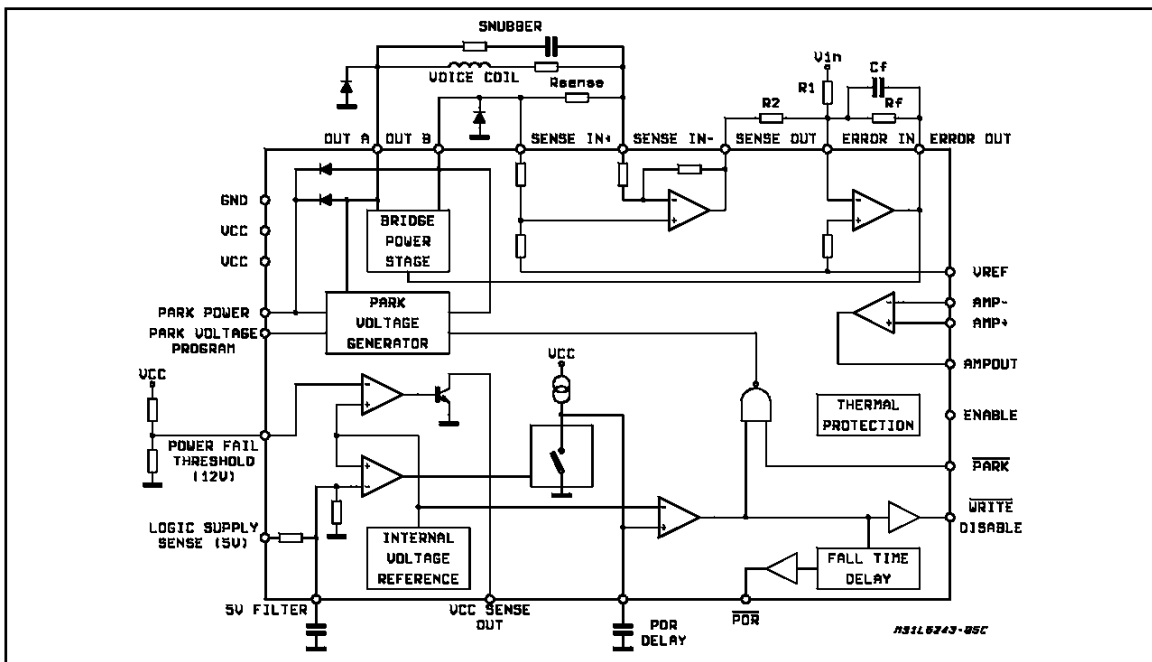 SNUBBER
VOICE COIL
Rsense
Vin
R1
Cf
R2
Rf
OUT A
OUT B
SENSE IN+
SENSE IN-
SENSE OUT
ERROR IN
ERROR OUT
GND
VCC
VCC
BRIDGE
POWER
STAGE
VREF
PARK POWER
PARK VOLTAGE
PROGRAM
PARK
VOLTAGE
GENERATOR
AMP-
AMP+
AMPOUT
VCC
VCC
THERMAL
PROTECTION
ENABLE
POWER FAIL
THRESHOLD
(12V)
PARK
LOGIC SUPPLY
SENSE (5V)
INTERNAL
VOLTAGE
REFERENCE
WRITE
DISABLE
FALL TIME
DELAY
5V FILTER
VCC SENSE
OUT
POR
DELAY
POR